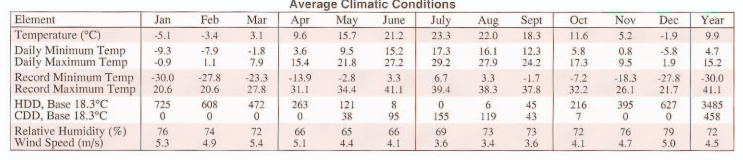 Average Climatic Conditions
Element Jan Feb Mar Apr May June July Aug Sept Oct Nov Dec Year
Temperature (°C) -5.1 -3.4 3.1 9.6 15.7 21.2 23.3 22.0 18.3 11.6 5.2 -1.9 9.9
Daily Minimum Temp -9.3 -7.9 -1.8 3.6 9.5 15.2 17.3 16.1 12.3 5.8 0.8 -5.8 4.7
Daily Maximum Temp -0.9 1.1 7.9 15.4 21.8 27.2 29.2 27.9 24.2 17.3 9.5 1.9 15.2
Record Minimum Temp -30.0 -27.8 -23.3 -13.9 -2.8 3.3 6.7 3.3 -1.7 -7.2 -18.3 -27.8 -30.0
Record Maximum Temp 20.6 20.6 27.8 31.1 34.4 41.1 39.4 38.3 37.8 32.2 26.1 21.7 41.1
HDD, Base 18.3°C 725 608 472 263 121 8 0 6 45 216 395 627 3485
CDD, Base 18.3°C 0 0 0 0 38 95 155 119 43 7 0 0 458
Relative Humidity (%) 76 74 72 66 65 66 69 73 73 72 76 79 72
Wind Speed (m/s) 5.3 4.9 5.4 5.1 4.4 4.1 3.6 3.4 3.6 4.1 4.7 5.0 4.5